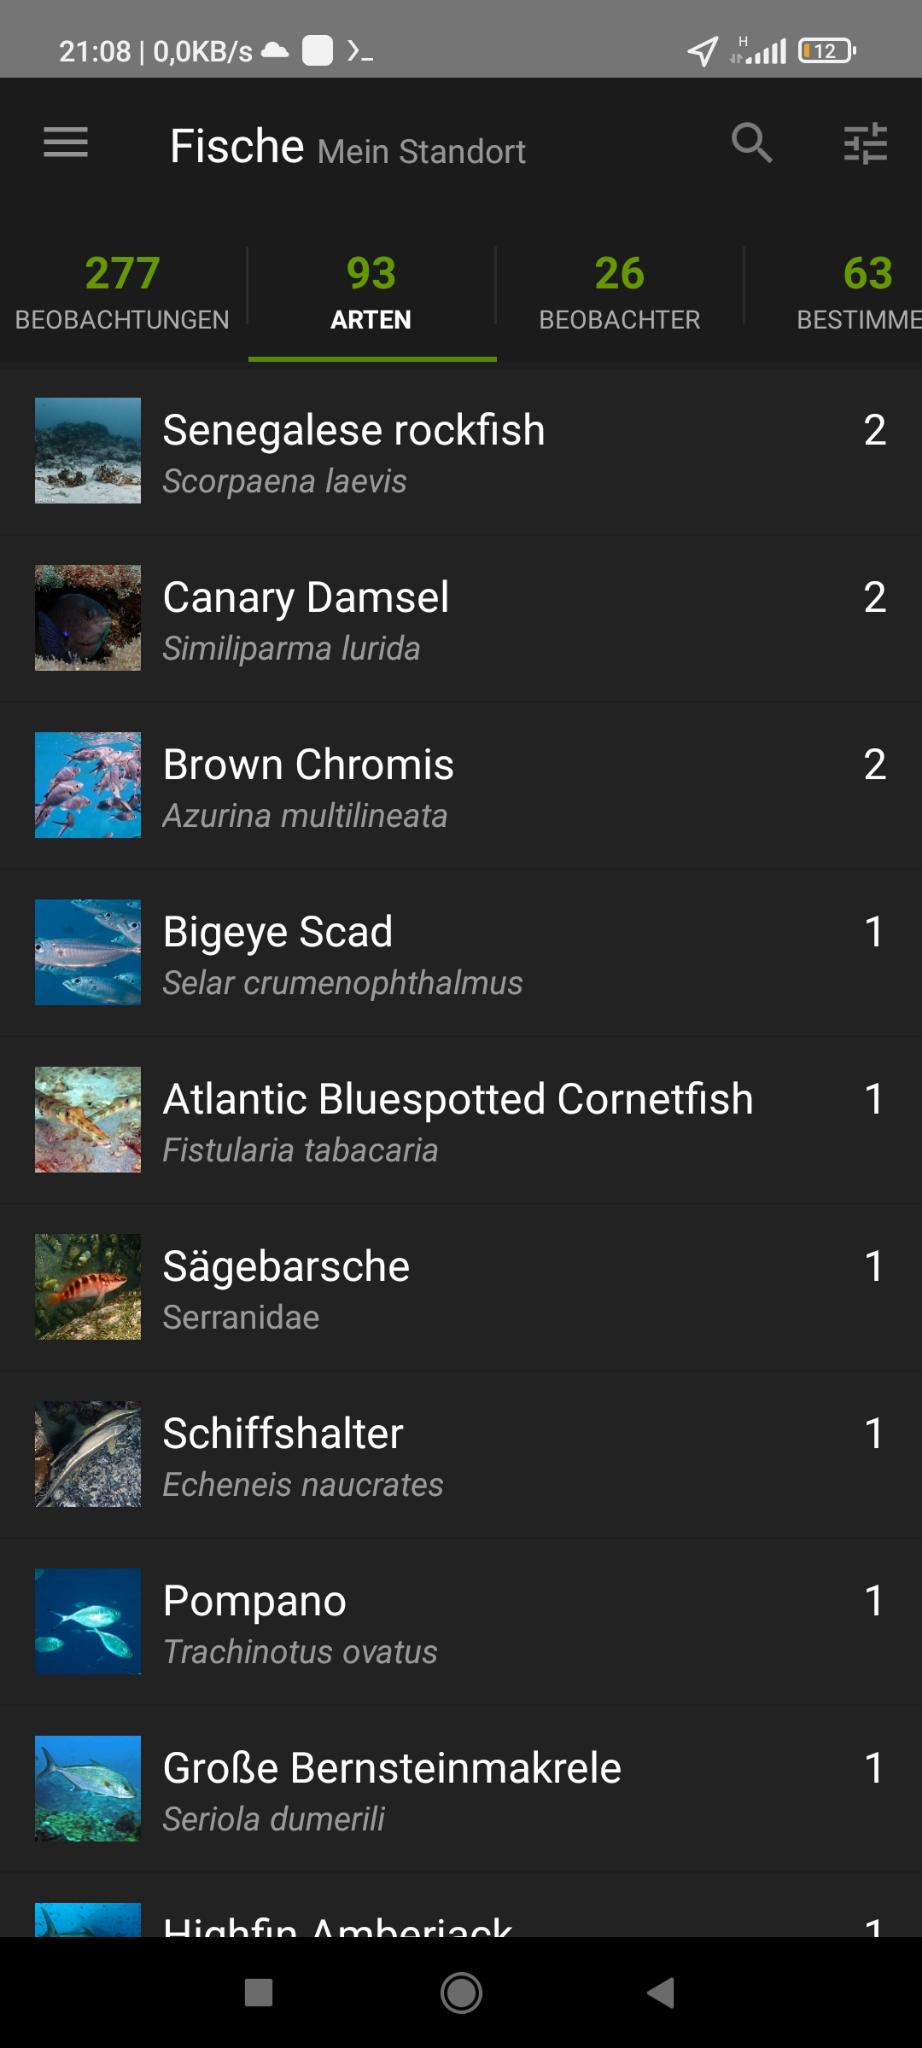 21:08 | 0,0KB/s
H
12
Fische Mein Standort
277
BEOBACHTUNGEN
93
ARTEN
26
BEOBACHTER
63
BESTIMME
Senegalese rockfish
2
Scorpaena laevis
Canary Damsel
2
Similiparma lurida
Brown Chromis
2
Azurina multilineata
Bigeye Scad
1
Selar crumenophthalmus
Atlantic Bluespotted Cornetfish
1
Fistularia tabacaria
Sägebarsche
1
Serranidae
Schiffshalter
1
Echeneis naucrates
Pompano
1
Trachinotus ovatus
Große Bernsteinmakrele
1
Seriola dumerili
Highfin Amberjack
1